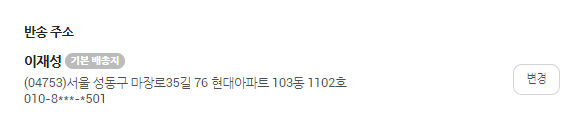 반송 주소
이재성 기본 배송지
(04753)서울 성동구 마장로35길 76 현대아파트 103동 1102호
변경
010-8***-*501